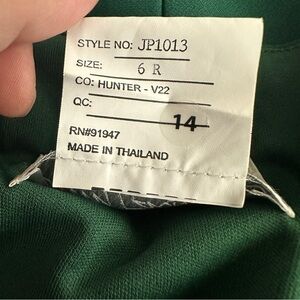 STYLE NO: JP1013
SIZE: 6 R
CO: HUNTER - V22
QC:
14
RN#91947
MADE IN THAILAND